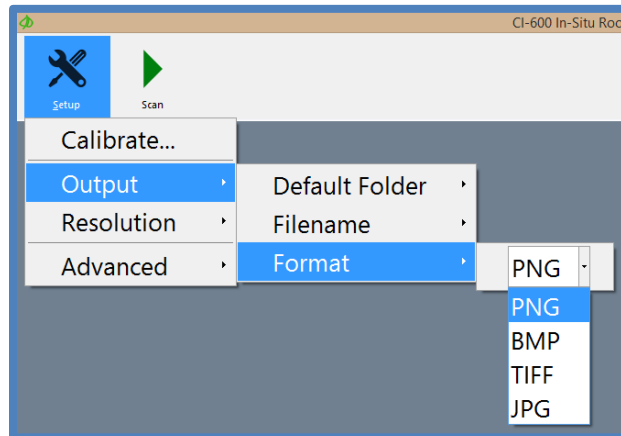 CI-600 In-Situ Roo
Setup
Scan
Calibrate...
Output
Default Folder
Resolution
Filename
Advanced
Format
PNG
PNG
BMP
TIFF
JPG